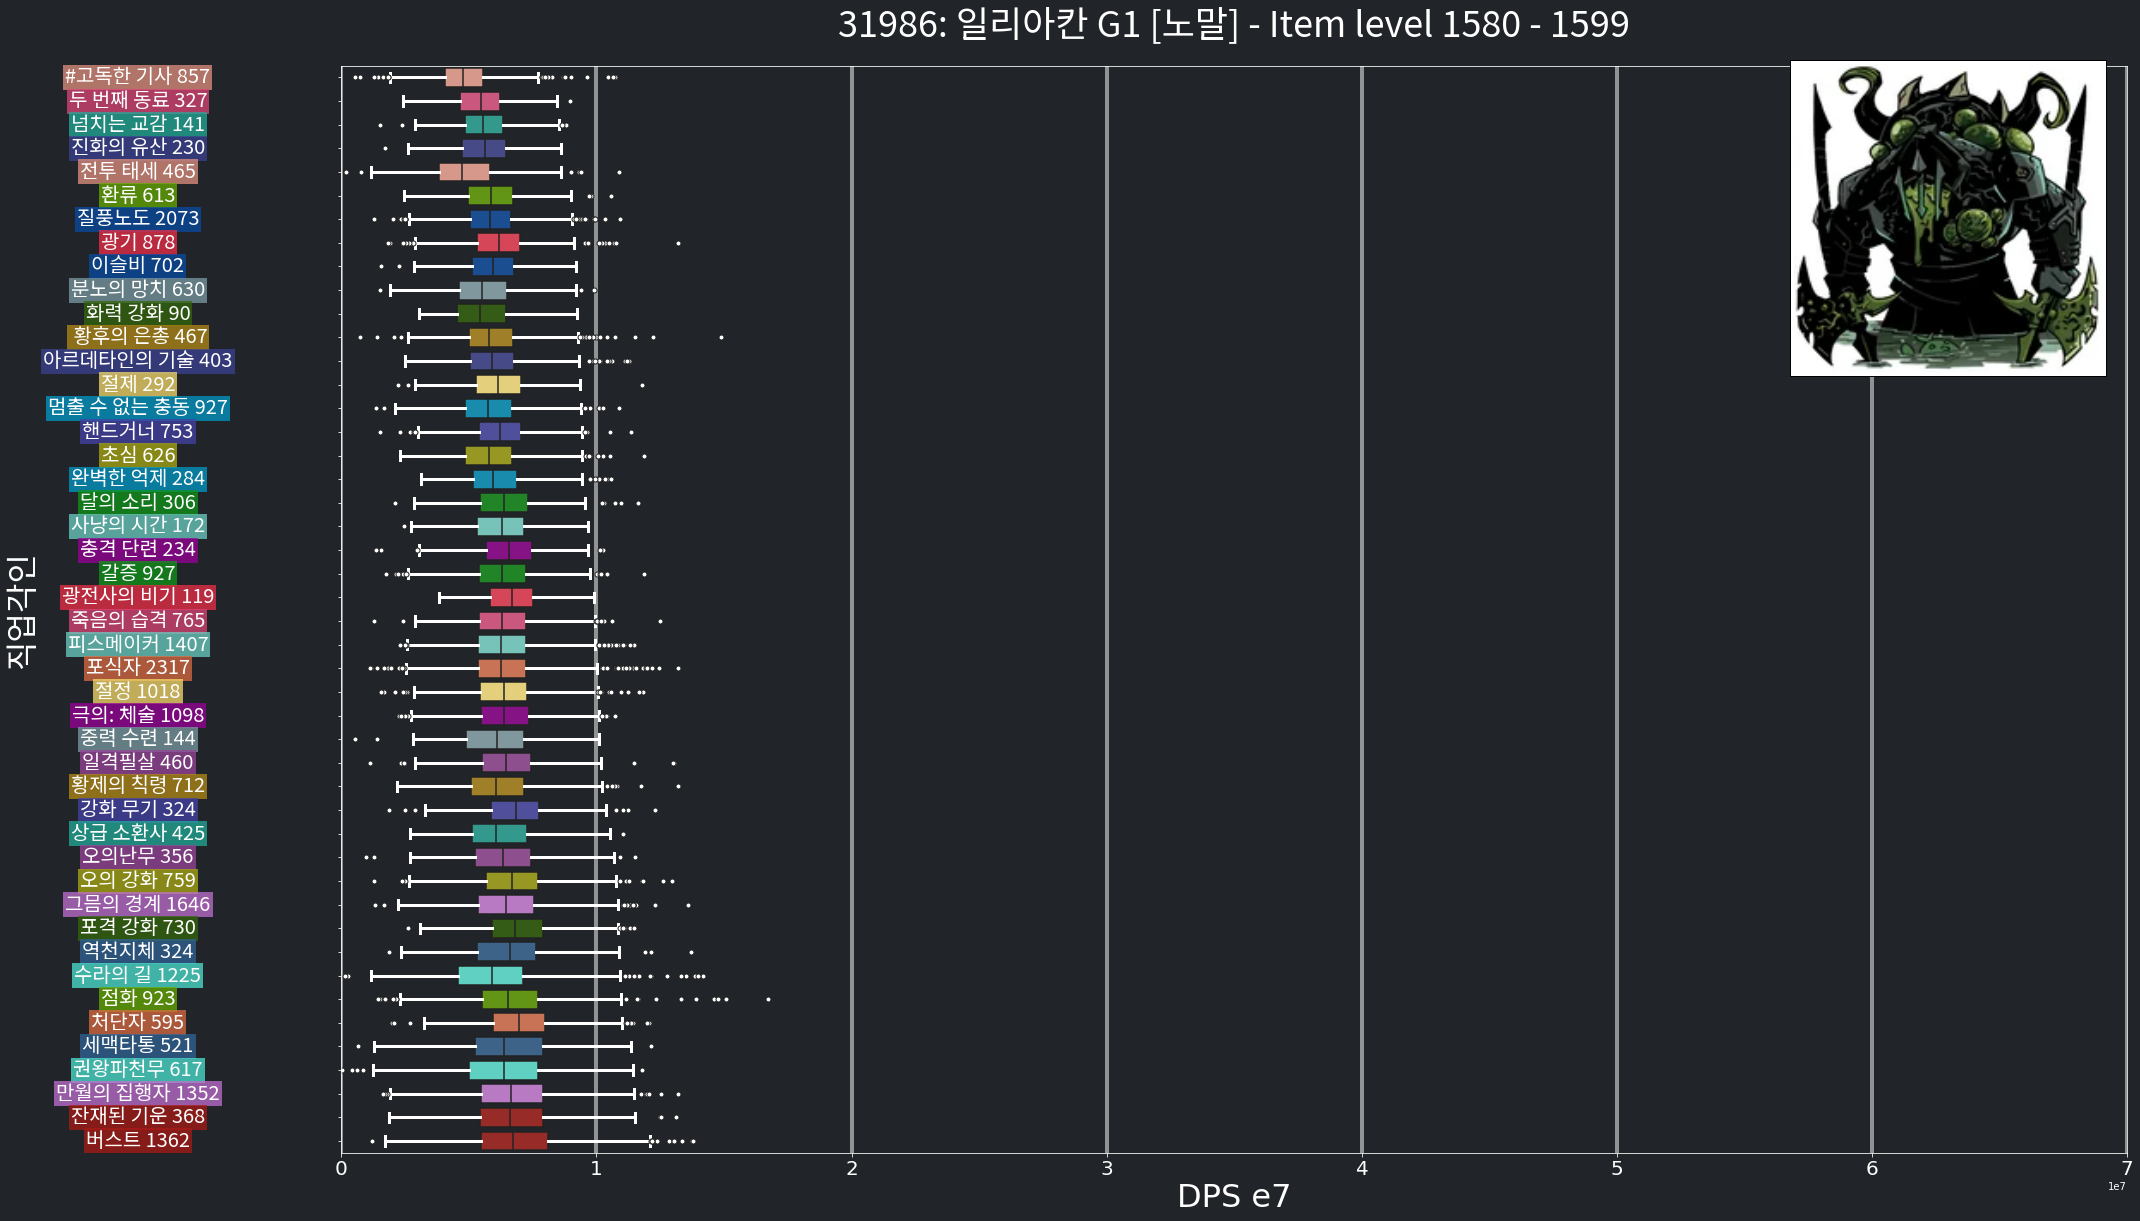 31986: 일리아칸 G1 [노말] - Item level 1580 - 1599
#고독한 기사 857
두 번째 동료 327
넘치는 교감 141
진화의 유산 230
전투 태세 465
환류 613
질풍노도 2073
광기 878
이슬비 702
분노의 망치 630
화력 강화 90
황후의 은총 467
아르데타인의 기술 403
절제 292
멈출 수 없는 충동 927
핸드거너 753
초심 626
완벽한 억제 284
달의 소리 306
사냥의 시간 172
충격 단련 234
갈증 927
광전사의 비기 119
죽음의 습격 765
피스메이커 1407
포식자 2317
절정 1018
극의: 체술 1098
중력 수련 144
일격필살 460
황제의 칙령 712
강화 무기 324
상급 소환사 425
오의난무 356
오의 강화 759
그믐의 경계 1646
포격 강화 730
역천지체 324
수라의 길 1225
점화 923
처단자 595
세맥타통 521
권왕파천무 617
만월의 집행자 1352
잔재된 기운 368
버스트 1362
직업각인
0 1 2 3 4 5 6 7
1e7
DPS e7